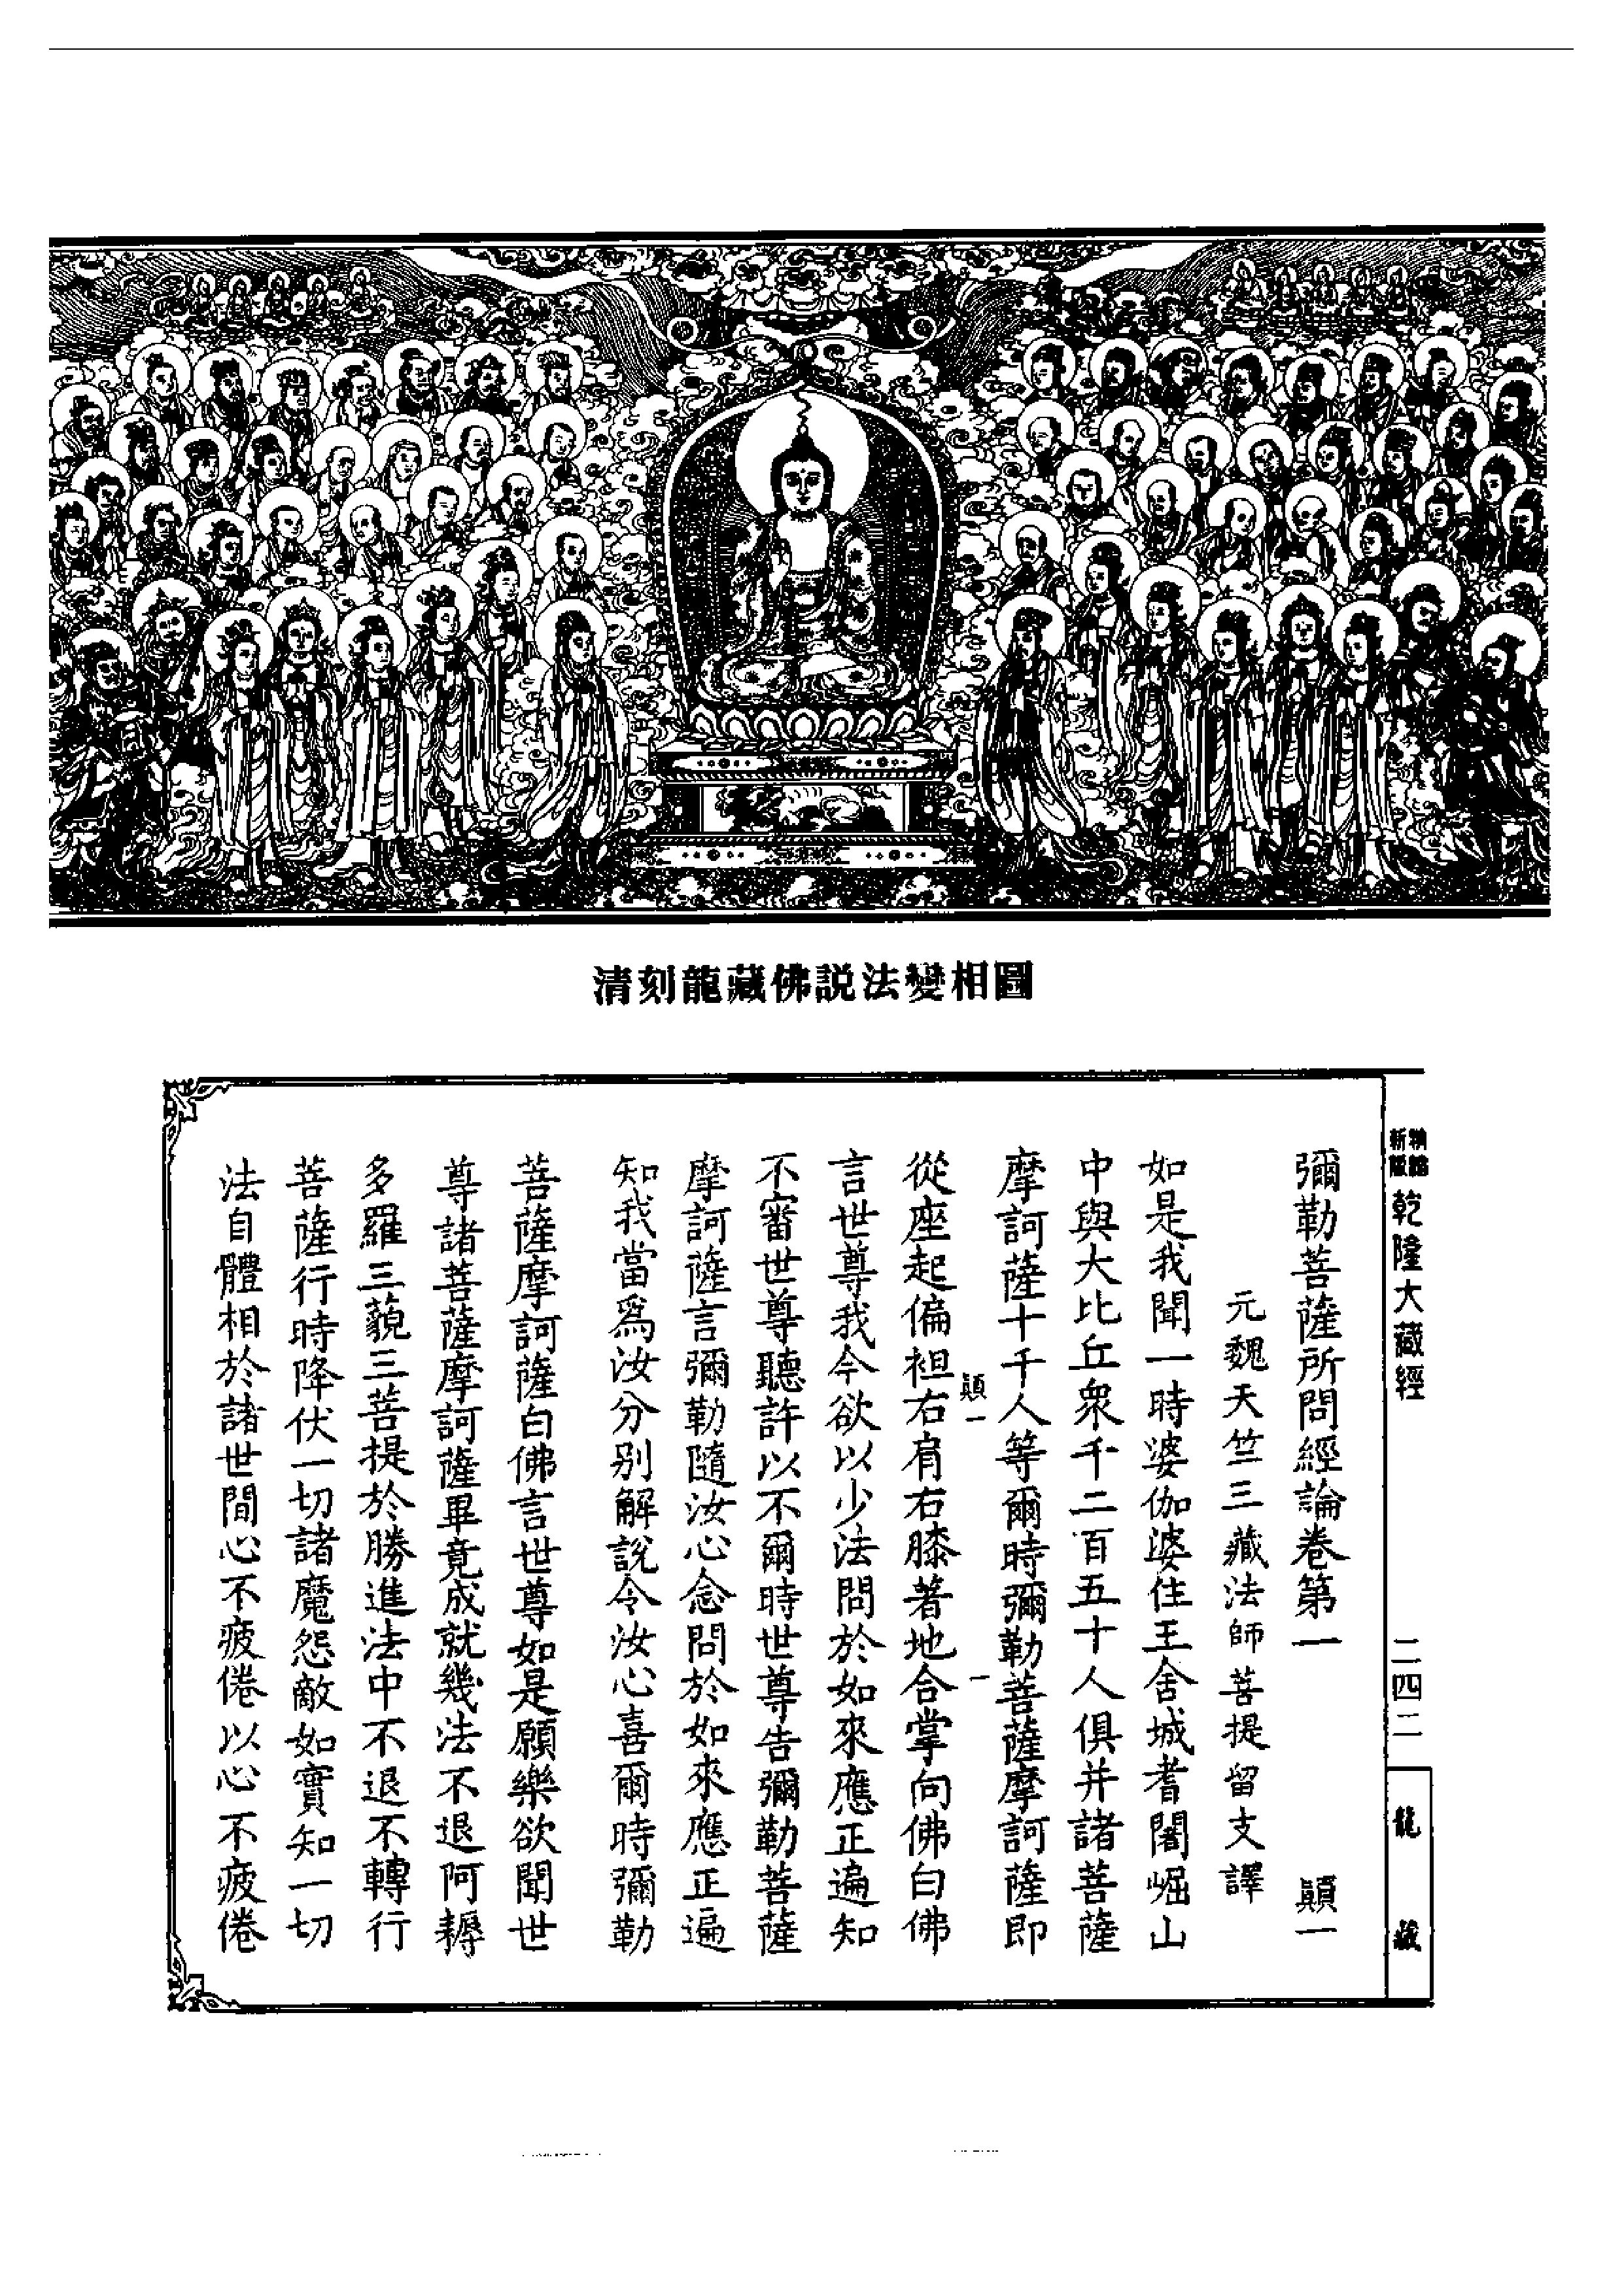 清刻龍藏佛説法變相圖
新版 精縮
乾隆大藏經
二四二
龍藏
彌勒菩薩所問經論卷第一 顛一
元魏天竺三藏法師菩提留支譯
如是我聞一時婆伽婆住王舍城耆闍崛山
中與大比丘眾千二百五十人俱并諸菩薩
摩訶薩十千人等爾時彌勒菩薩摩訶薩即
顛一 一
從座起偏袒右肩右膝著地合掌向佛白佛
言世尊我今欲以少法問於如來應正遍知
不審世尊聽許以不爾時世尊告彌勒菩薩
摩訶薩言彌勒隨汝心念問於如來應正遍
知我當爲汝分别解說令汝心喜爾時彌勒
菩薩摩訶薩白佛言世尊如是願樂欲聞世
尊諸菩薩摩訶薩畢竟成就幾法不退阿耨
多羅三藐三菩提於勝進法中不退不轉行
菩薩行時降伏一切諸魔怨敵如實知一切
法自體相於諸世間心不疲倦以心不疲倦